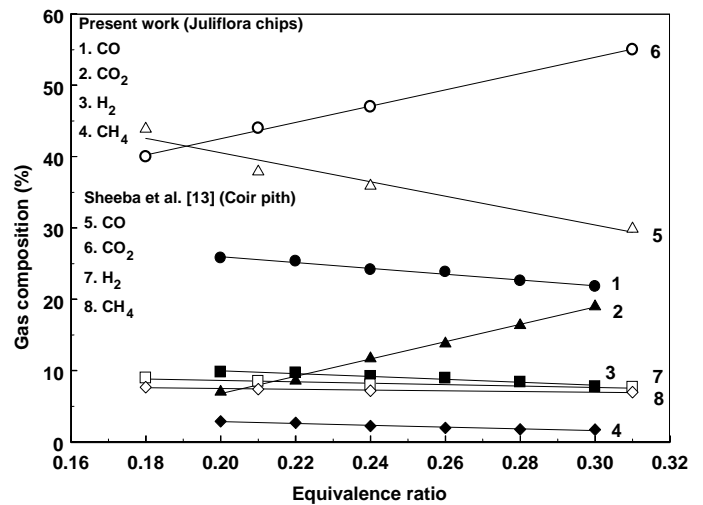 60
50
40
30
20
10
0
Gas composition (%)
Present work (Juliflora chips)
1. CO
2. CO2
3. H2
4. CH4
Sheeba et al. [13] (Coir pith)
5. CO
6. CO2
7. H2
8. CH4
6
5
1
2
3
7
8
4
0.16
0.18
0.20
0.22
0.24
0.26
0.28
0.30
0.32
Equivalence ratio